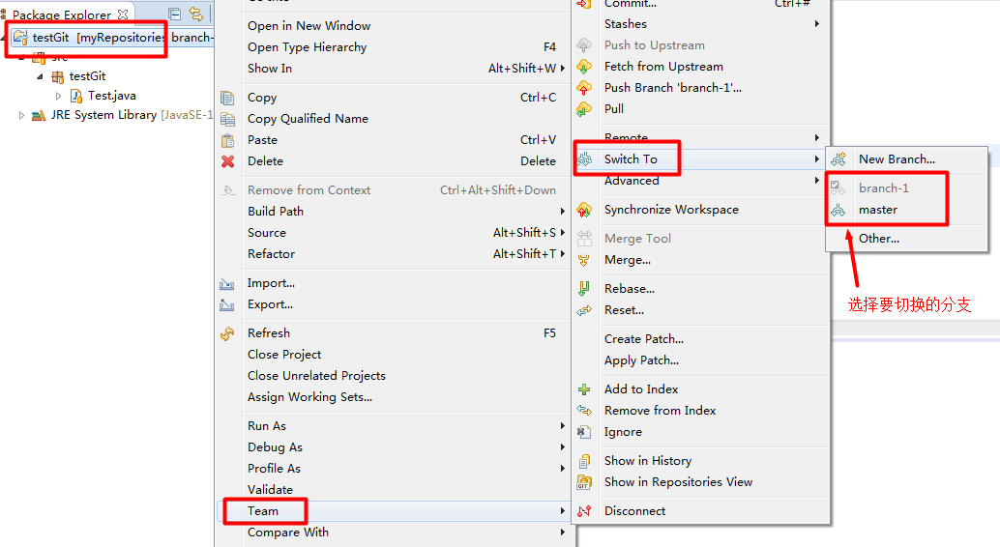 Package Explorer
testGit [myRepositories branch-
src
testGit
Test.java
JRE System Library [JavaSE-1
Open in New Window
Open Type Hierarchy F4
Show In Alt+Shift+W
Copy Ctrl+C
Copy Qualified Name
Paste Ctrl+V
Delete Delete
Remove from Context Ctrl+Alt+Shift+Down
Build Path
Source Alt+Shift+S
Refactor Alt+Shift+T
Import...
Export...
Refresh F5
Close Project
Close Unrelated Projects
Assign Working Sets...
Run As
Debug As
Profile As
Validate
Team
Compare With
Commit... Ctrl+#
Stashes
Push to Upstream
Fetch from Upstream
Push Branch 'branch-1'...
Pull
Remote
Switch To
Advanced
Synchronize Workspace
Merge Tool
Merge...
Rebase...
Reset...
Create Patch...
Apply Patch...
Add to Index
Remove from Index
Ignore
Show in History
Show in Repositories View
Disconnect
New Branch...
branch-1
master
Other...
选择要切换的分支